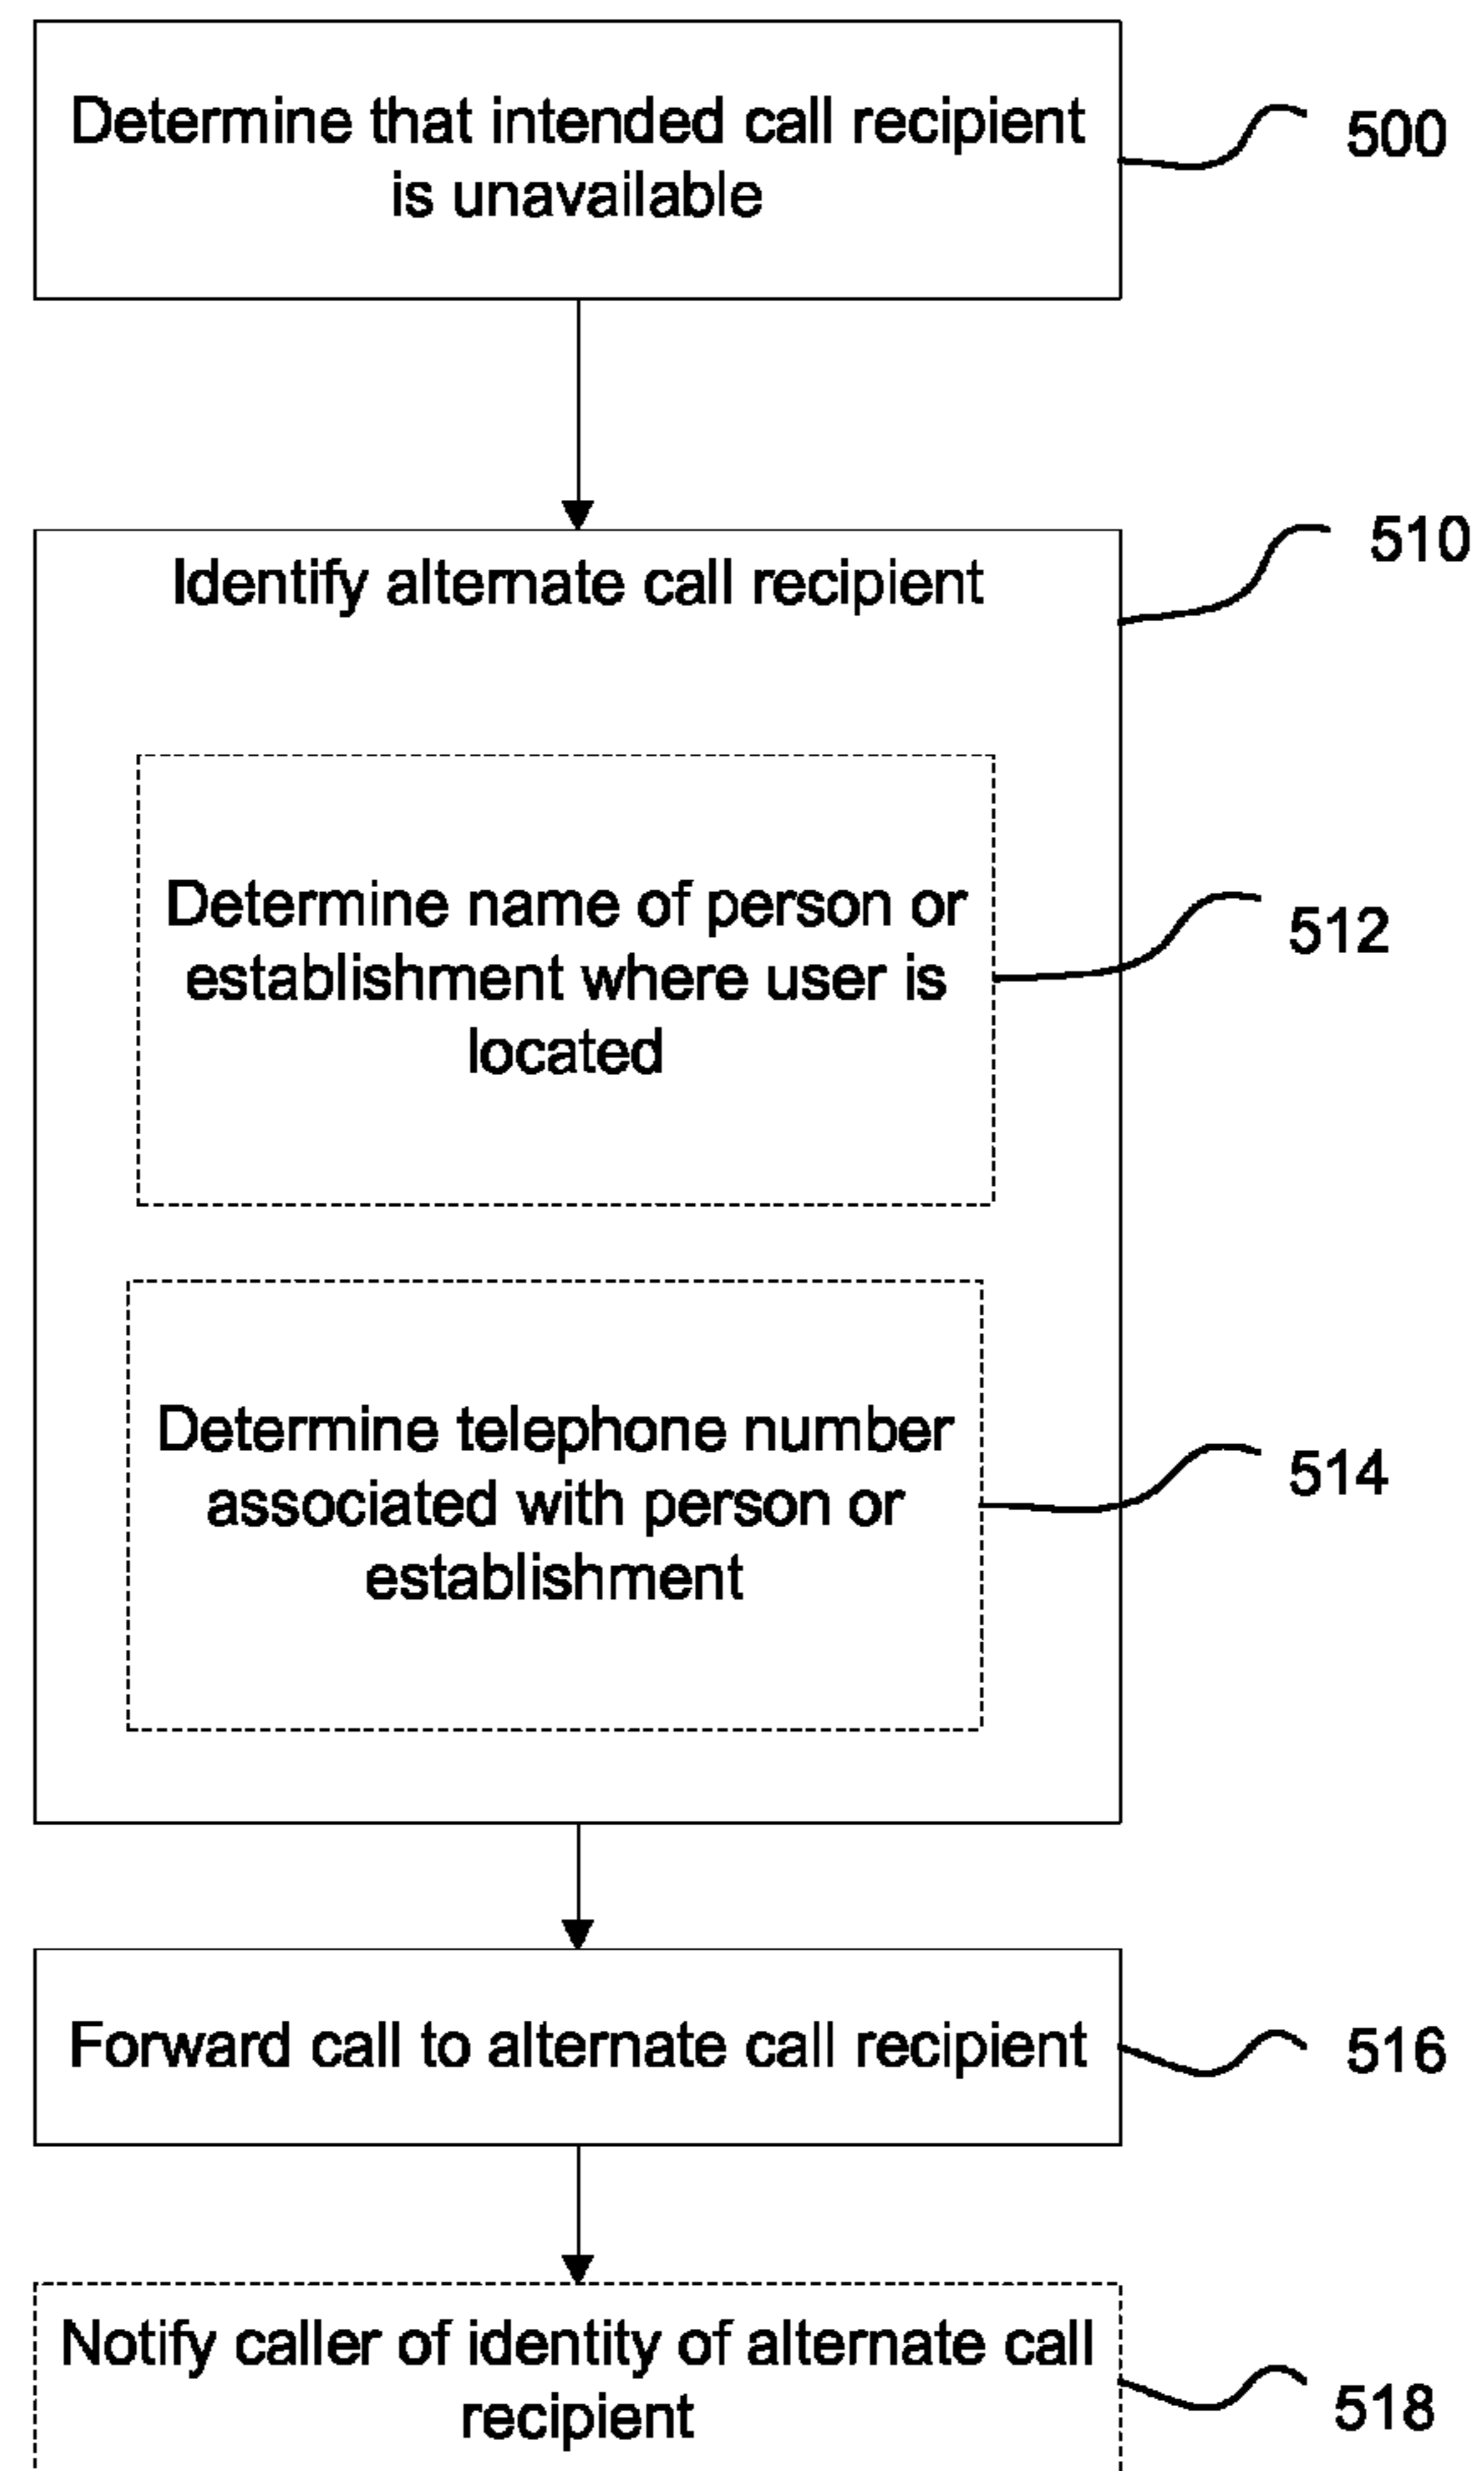 Determine that intended call recipient
is unavailable
500
Identify alternate call recipient
510
Determine name of person or
establishment where user is
located
512
Determine telephone number
associated with person or
establishment
514
Forward call to alternate call recipient
516
Notify caller of identity of alternate call
recipient
518